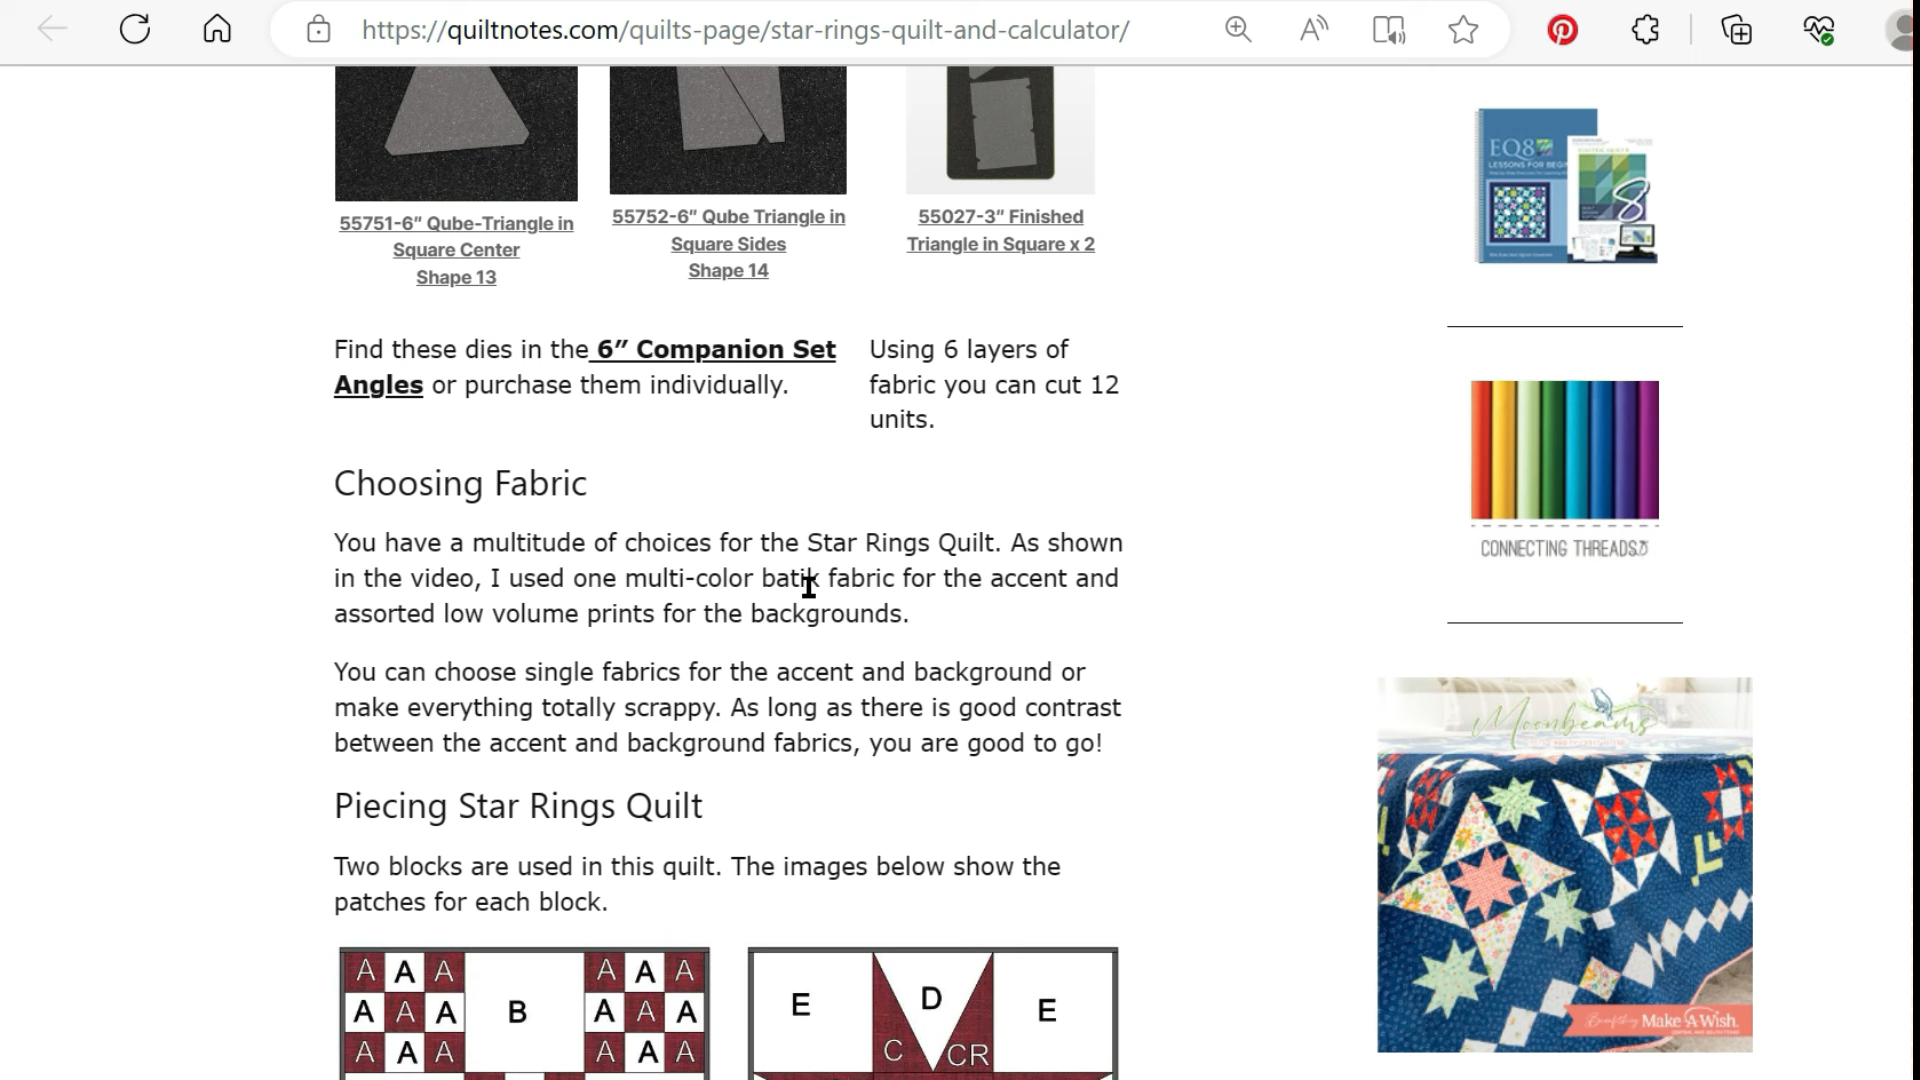 https://quiltnotes.com/quilts-page/star-rings-quilt-and-calculator/
55751-6" Qube-Triangle in
Square Center
Shape 13
55752-6" Qube Triangle in
Square Sides
Shape 14
55027-3" Finished
Triangle in Square x 2
Find these dies in the 6” Companion Set
Angles or purchase them individually.
Using 6 layers of
fabric you can cut 12
units.
Choosing Fabric
You have a multitude of choices for the Star Rings Quilt. As shown
in the video, I used one multi-color batik fabric for the accent and
assorted low volume prints for the backgrounds.
You can choose single fabrics for the accent and background or
make everything totally scrappy. As long as there is good contrast
between the accent and background fabrics, you are good to go!
Piecing Star Rings Quilt
Two blocks are used in this quilt. The images below show the
patches for each block.
A A A B A A A
A A A A A A
A A A A A A
E D E
C CR
EQ8
LESSONS FOR
8
CONNECTING THREADS
Moonbeams
Benefitting Make-A-Wish.